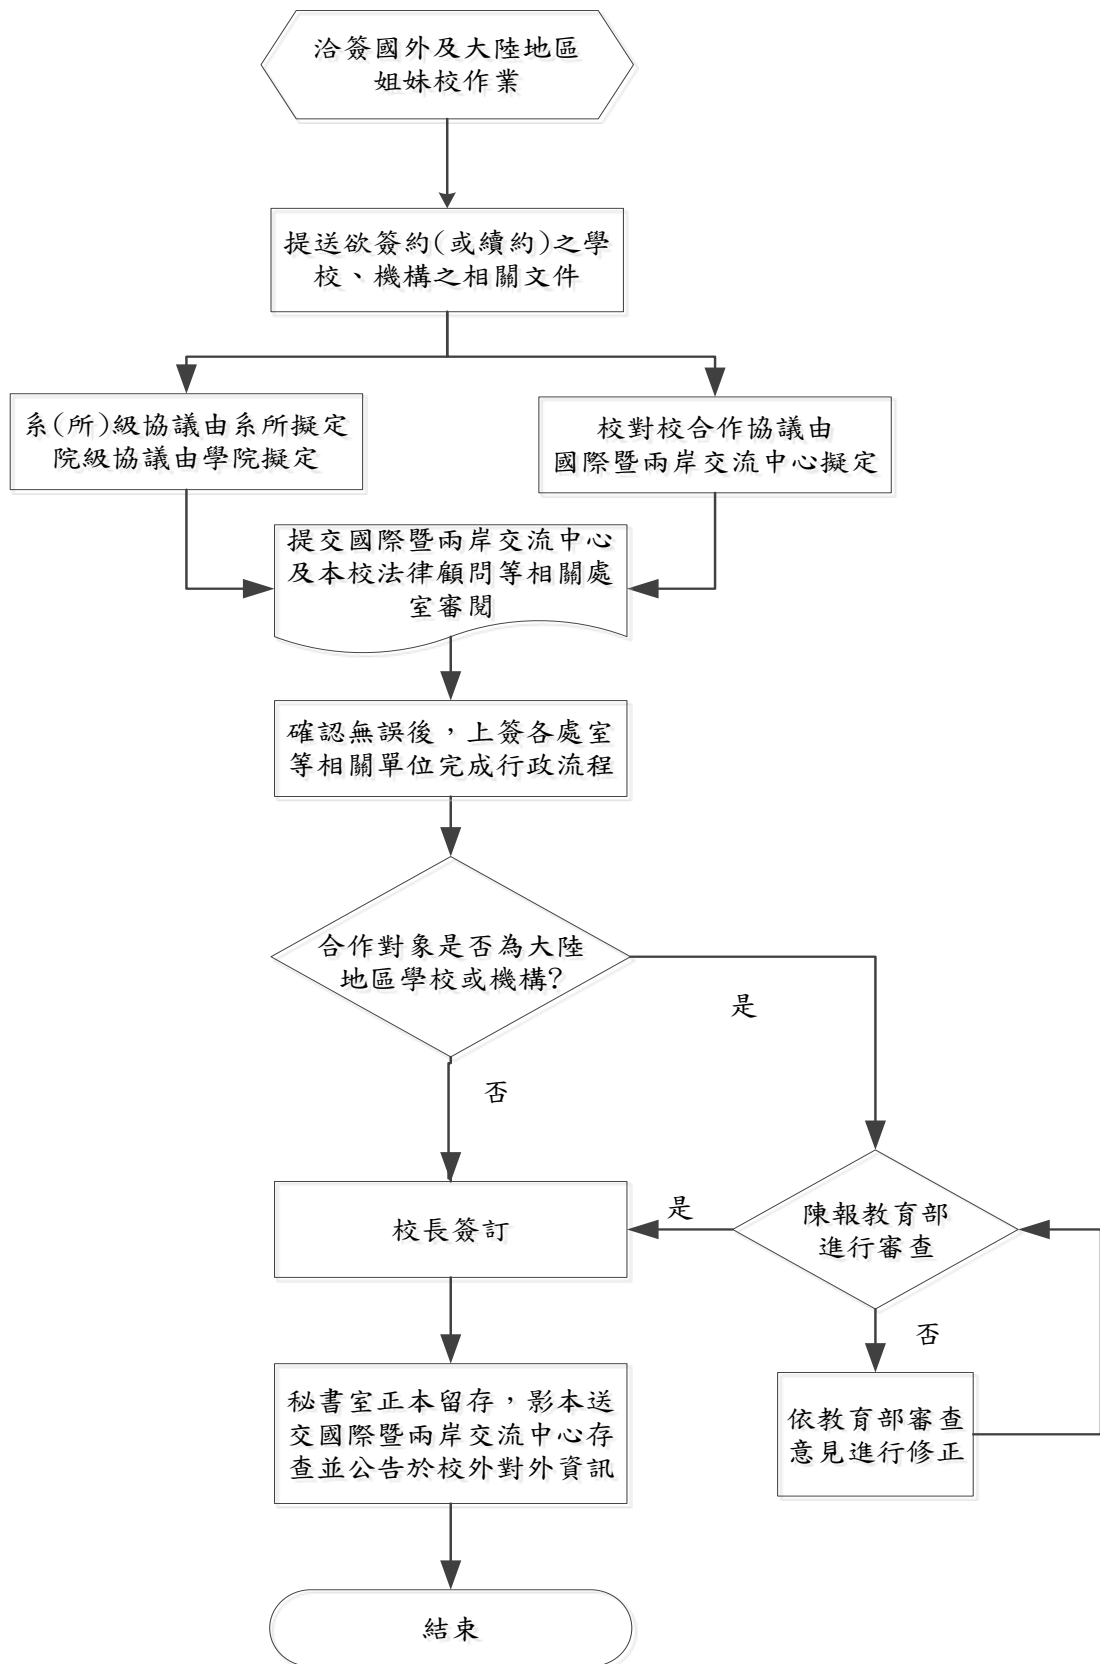 洽簽國外及大陸地區
姐妹校作業
提送欲簽約(或續約)之學
校、機構之相關文件
系(所)級協議由系所擬定
院級協議由學院擬定
校對校合作協議由
國際暨兩岸交流中心擬定
提交國際暨兩岸交流中心
及本校法律顧問等相關處
室審閱
確認無誤後，上簽各處室
等相關單位完成行政流程
合作對象是否為大陸
地區學校或機構?
是
否
校長簽訂
是
陳報教育部
進行審查
否
秘書室正本留存，影本送
交國際暨兩岸交流中心存
查並公告於校外對外資訊
依教育部審查
意見進行修正
結束